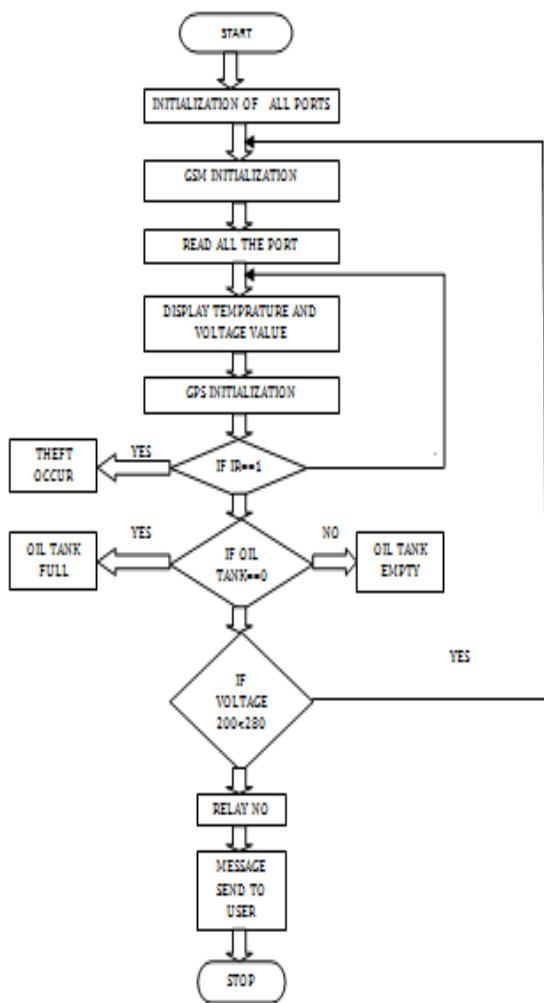 START
INITIALIZATION OF ALL PORTS
GSM INITIALIZATION
READ ALL THE PORT
DISPLAY TEMPRATURE AND
VOLTAGE VALUE
GPS INITIALIZATION
YES
THEFT
OCCUR
IF IR==1
YES
NO
OIL TANK
FULL
IF OIL
TANK==0
OIL TANK
EMPTY
YES
IF
VOLTAGE
200<280
RELAY NO
MESSAGE
SEND TO
USER
STOP